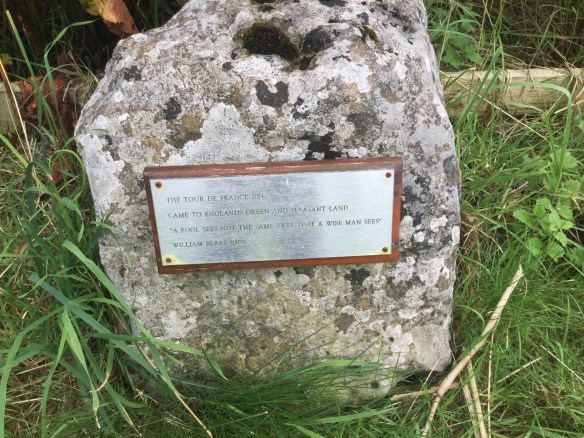 THE TOUR DE FRANCE 2014
CAME TO ENGLANDS GREEN AND PLEASANT LAND
"A FOOL SEES NOT THE SAME TREE THAT A WISE MAN SEES"
WILLIAM BLAKE